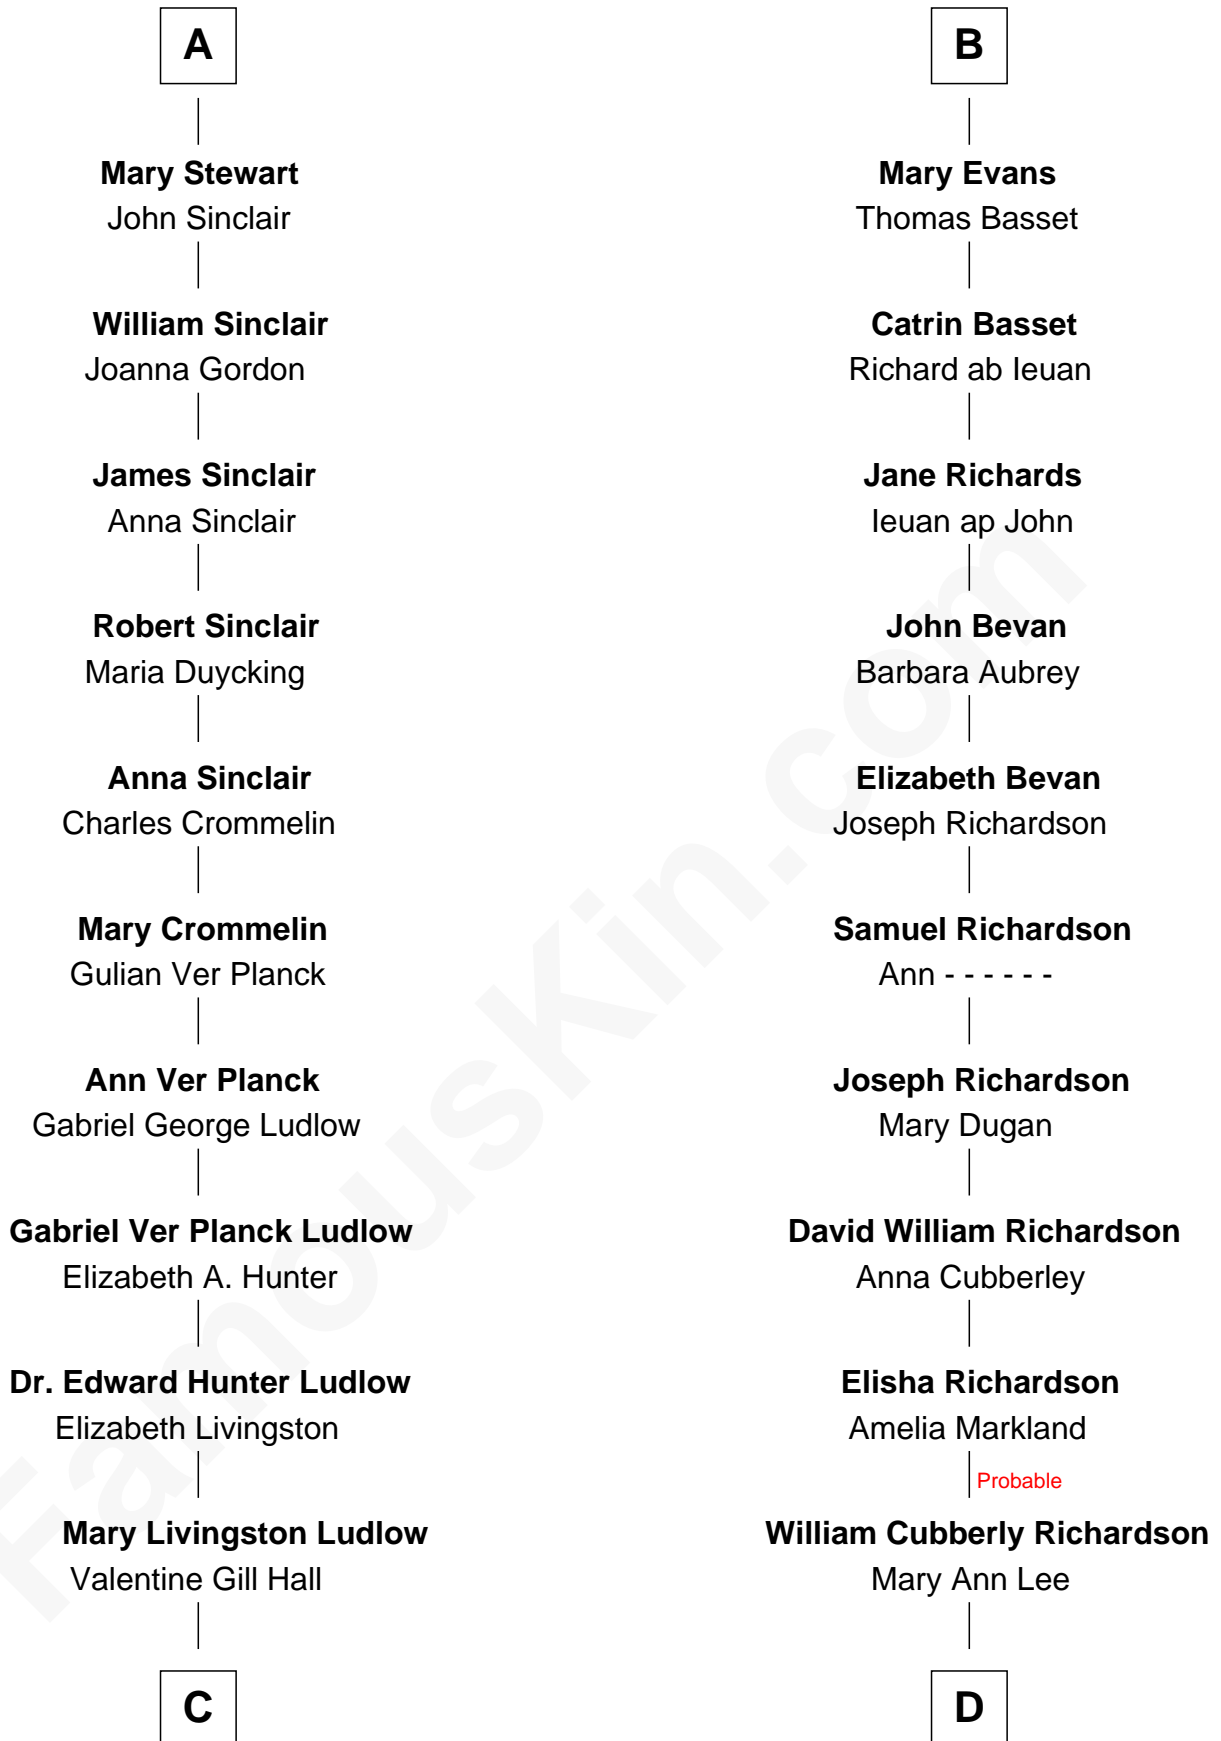 A
Mary Stewart
John Sinclair
William Sinclair
Joanna Gordon
James Sinclair
Anna Sinclair
Robert Sinclair
Maria Duycking
Anna Sinclair
Charles Crommelin
Mary Crommelin
Gulian Ver Planck
Ann Ver Planck
Gabriel George Ludlow
Gabriel Ver Planck Ludlow
Elizabeth A. Hunter
Dr. Edward Hunter Ludlow
Elizabeth Livingston
Mary Livingston Ludlow
Valentine Gill Hall
C
B
Mary Evans
Thomas Basset
Catrin Basset
Richard ab Ieuan
Jane Richards
Ieuan ap John
John Bevan
Barbara Aubrey
Elizabeth Bevan
Joseph Richardson
Samuel Richardson
Ann - - - - - -
Joseph Richardson
Mary Dugan
David William Richardson
Anna Cubberley
Elisha Richardson
Amelia Markland
Probable
William Cubberly Richardson
Mary Ann Lee
D
FamousKin.com